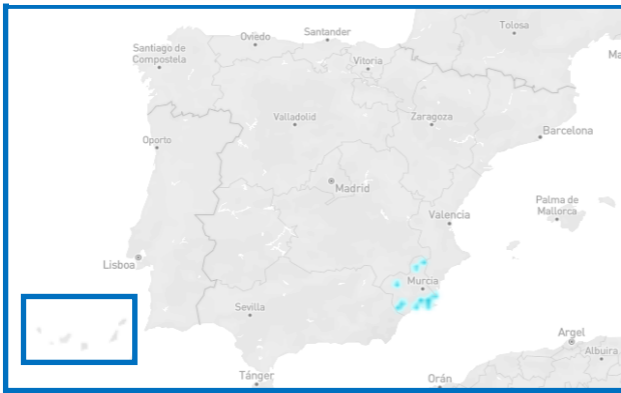 Tolosa
Oviedo
Santander
Santiago de
Compostela
Vitoria
Ma
Valladolid
Zaragoza
Barcelona
Oporto
Madrid
Palma de
Mallorca
Valencia
Lisboa
Murcia
Sevilla
Argel
Albuira
Tánger
Orán